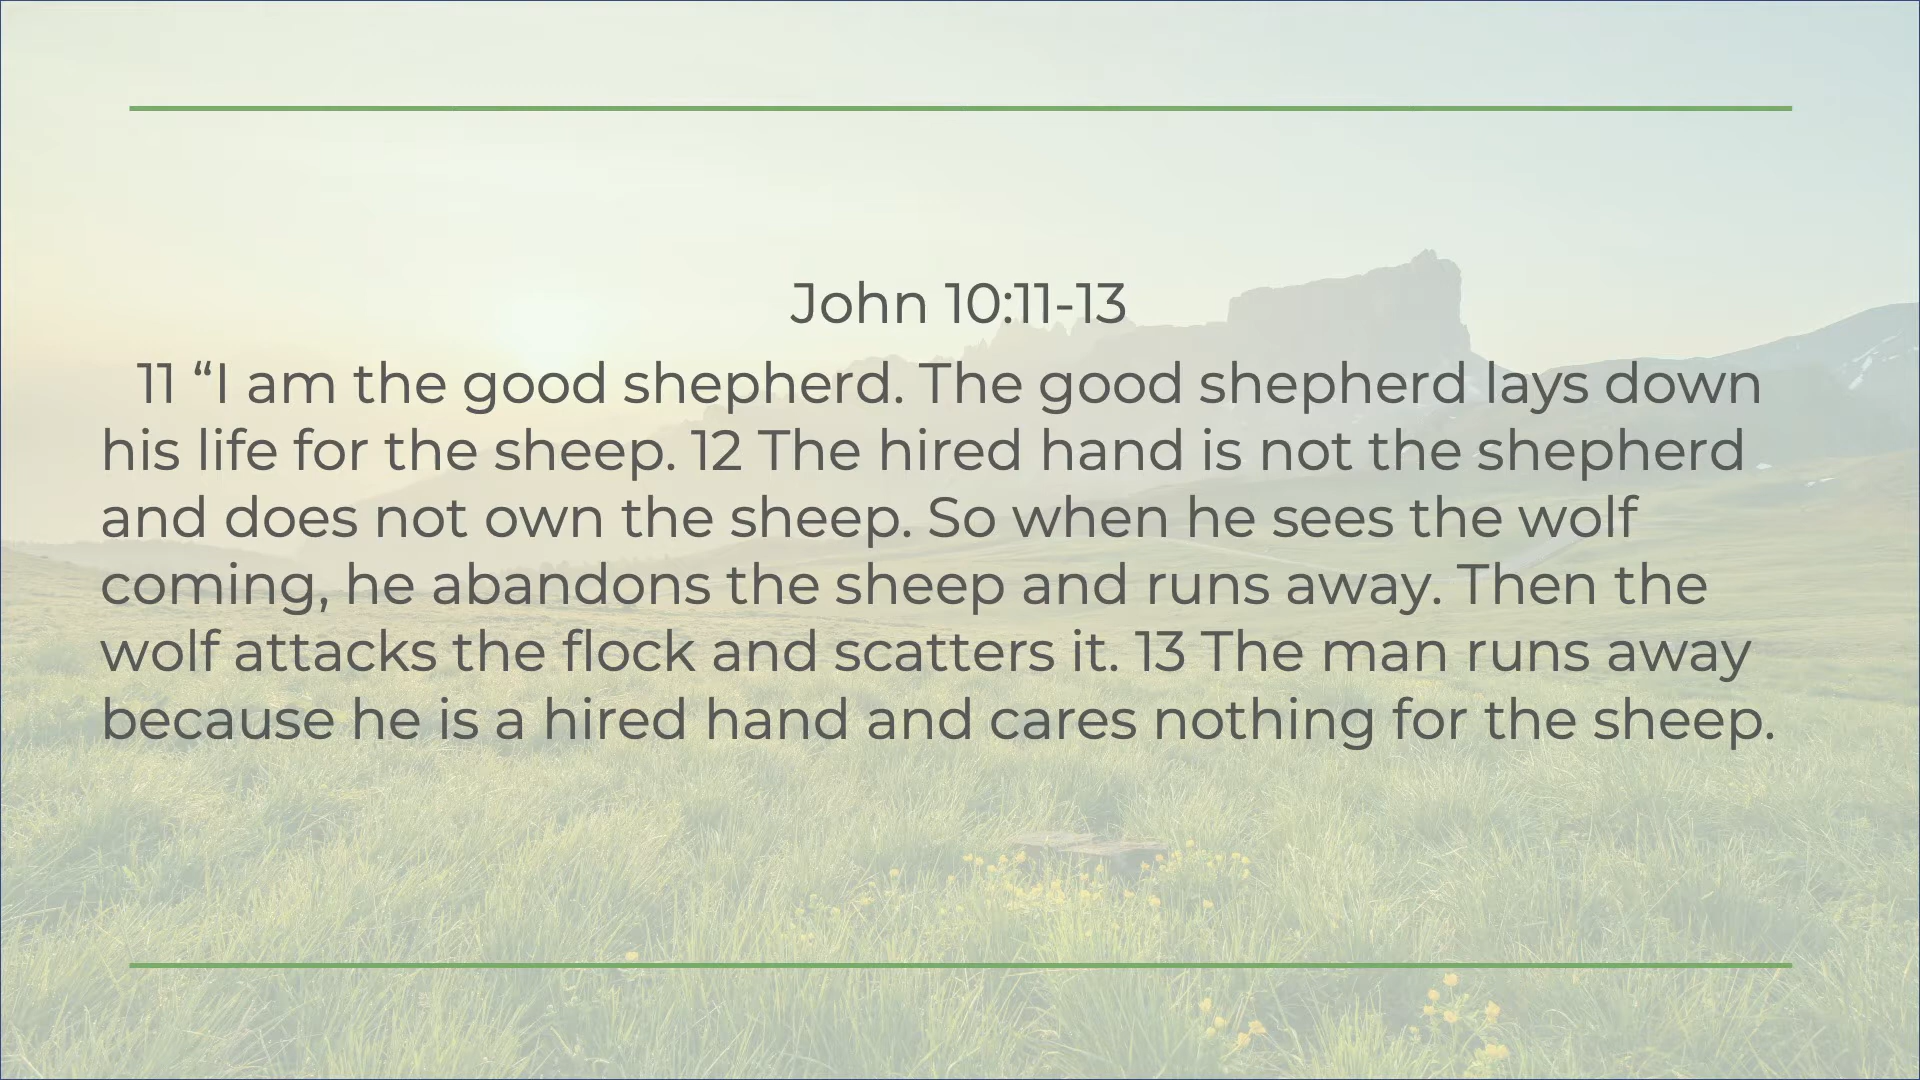 John 10:11-13
11 “I am the good shepherd. The good shepherd lays down
his life for the sheep. 12 The hired hand is not the shepherd
and does not own the sheep. So when he sees the wolf
coming, he abandons the sheep and runs away. Then the
wolf attacks the flock and scatters it. 13 The man runs away
because he is a hired hand and cares nothing for the sheep.